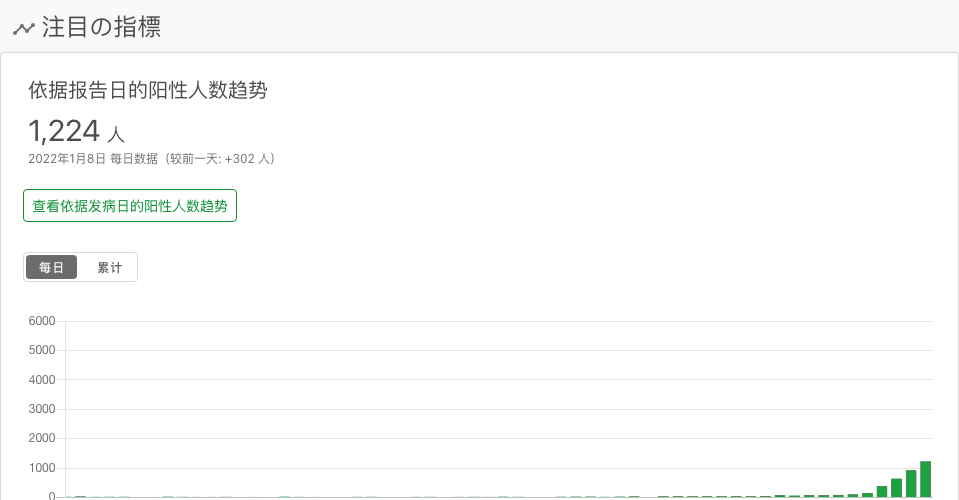 注目の指標
依据报告日的阳性人数趋势
1,224 人
2022年1月8日 每日数据（较前一天: +302 人）
查看依据发病日的阳性人数趋势
每日 累计
6000
5000
4000
3000
2000
1000
0